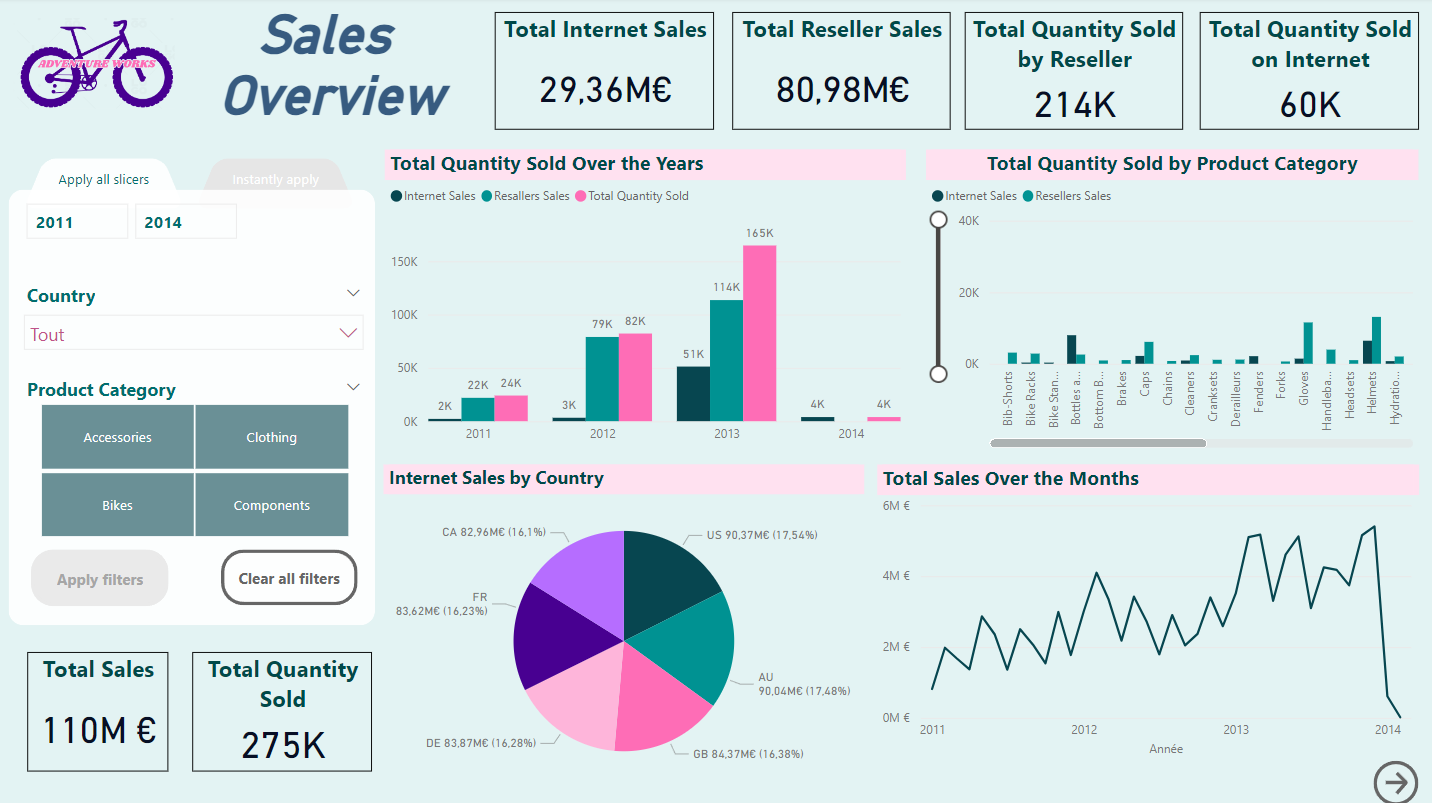 ADVENTURE WORKS
Sales
Overview
Total Internet Sales
29,36M€
Total Reseller Sales
80,98M€
Total Quantity Sold
by Reseller
214K
Total Quantity Sold
on Internet
60K
Apply all slicers
Instantly apply
2011
2014
Country
Tout
Product Category
Accessories
Clothing
Bikes
Components
Apply filters
Clear all filters
Total Sales
110M €
Total Quantity
Sold
275K
Total Quantity Sold Over the Years
Internet Sales
Resallers Sales
Total Quantity Sold
150K
100K
50K
0K
2K
22K
24K
3K
79K
82K
51K
114K
165K
4K
4K
2011
2012
2013
2014
Total Quantity Sold by Product Category
Internet Sales
Resellers Sales
40K
20K
0K
Bib-Shorts
Bike Racks
Bike Stan...
Bottles a...
Bottom B...
Brakes
Caps
Chains
Cleaners
Cranksets
Derailleurs
Fenders
Forks
Gloves
Handleba...
Headsets
Helmets
Hydratio...
Internet Sales by Country
CA 82,96M€ (16,1%)
US 90,37M€ (17,54%)
FR
83,62M€ (16,23%)
AU
90,04M€ (17,48%)
DE 83,87M€ (16,28%)
GB 84,37M€ (16,38%)
Total Sales Over the Months
6M €
4M €
2M €
0M €
2011
2012
2013
2014
Année